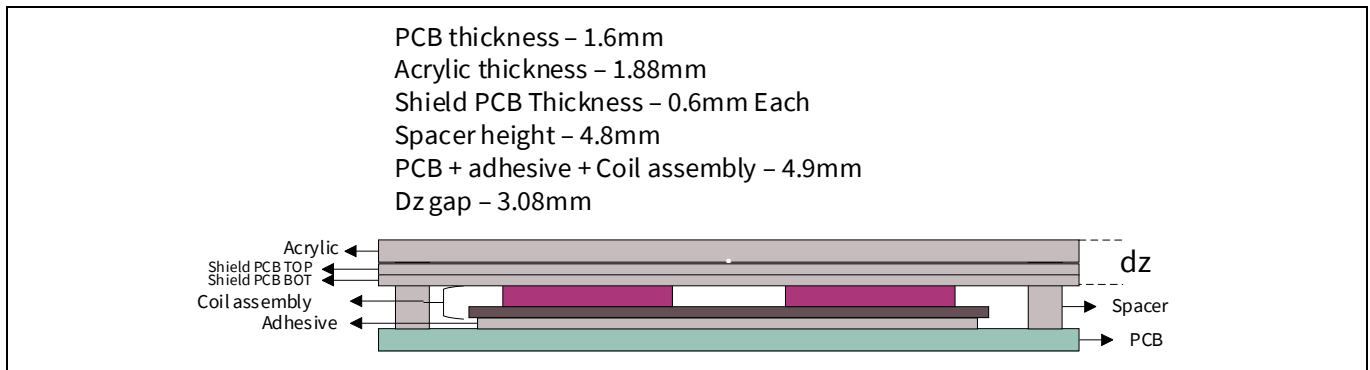 PCB thickness – 1.6mm
Acrylic thickness – 1.88mm
Shield PCB Thickness – 0.6mm Each
Spacer height – 4.8mm
PCB + adhesive + Coil assembly – 4.9mm
Dz gap – 3.08mm
Acrylic
Shield PCB TOP
dz
Shield PCB BOT
Coil assembly
Spacer
Adhesive
PCB